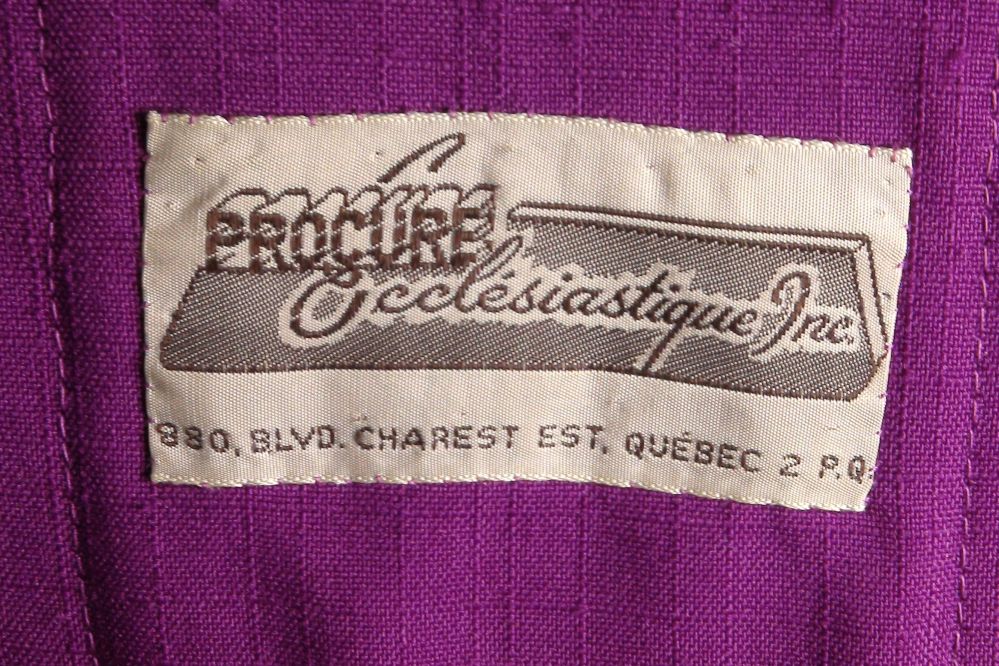 PROCURE
Ecclésiastique Inc.
880, BLVD. CHAREST EST, QUÉBEC 2 P.Q.